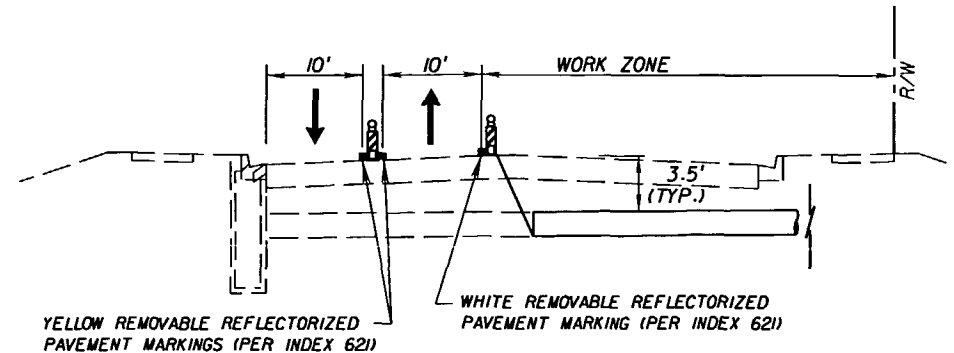 10'
10'
WORK ZONE
R/W
3.5'
(TYP.)
YELLOW REMOVABLE REFLECTORIZED
PAVEMENT MARKINGS (PER INDEX 621)
WHITE REMOVABLE REFLECTORIZED
PAVEMENT MARKING (PER INDEX 621)